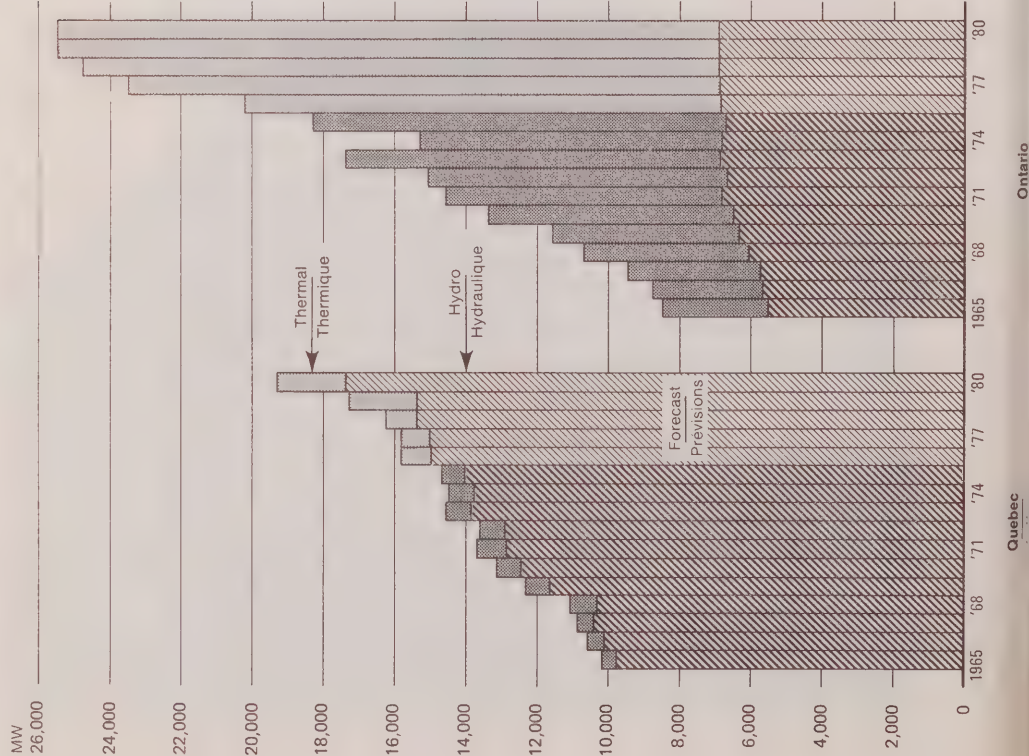 MW
26,000
24,000
22,000
20,000
18,000
16,000
14,000
12,000
10,000
8,000
6,000
4,000
2,000
0
Thermal
Thermique
Hydro
Hydraulique
Forecast
Prévisions
1965 '68 '71 '74 '77 '80
1965 '68 '71 '74 '77 '80
Quebec
Ontario